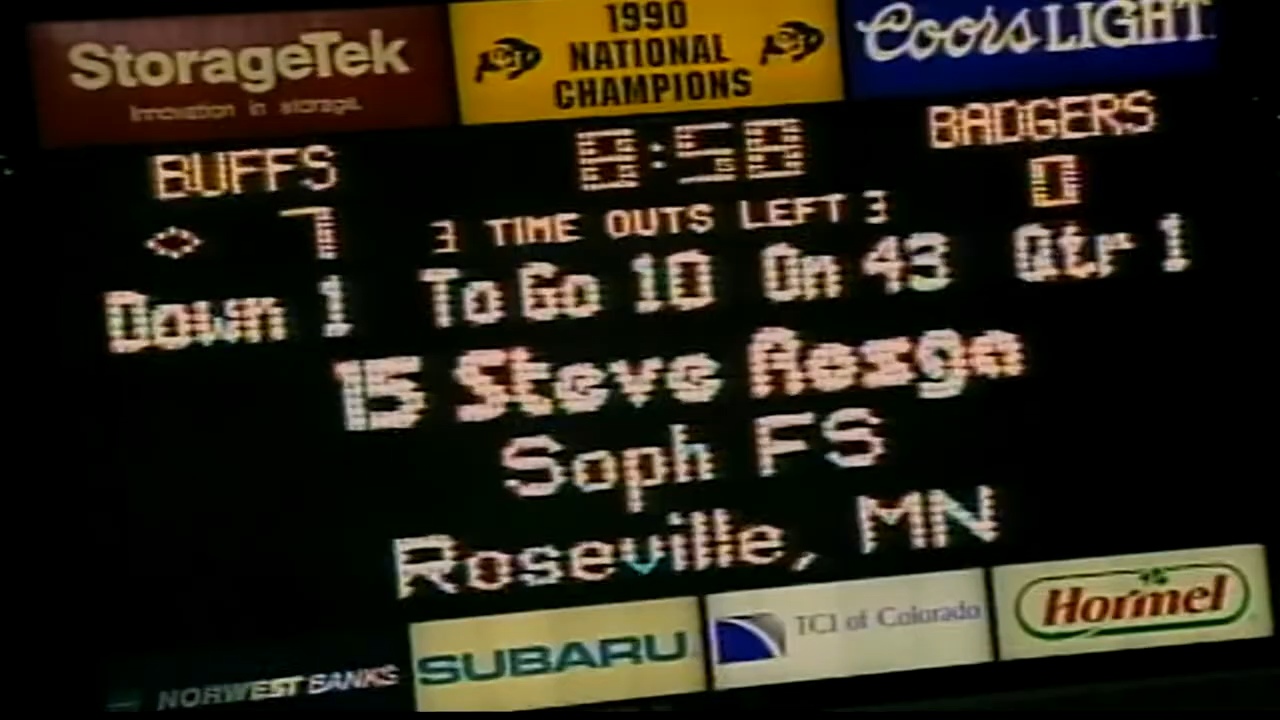 StorageTek
Innovation in storage.
1990
NATIONAL
CHAMPIONS
Coors LIGHT
BUFFS
8:58
BADGERS
7
3 TIME OUTS LEFT 3
0
Down 1 To Go 10 On 43 Qtr 1
15 Steve
Soph FS
Roseville, MN
NORWEST BANKS
SUBARU
TCI of Colorado
Hormel